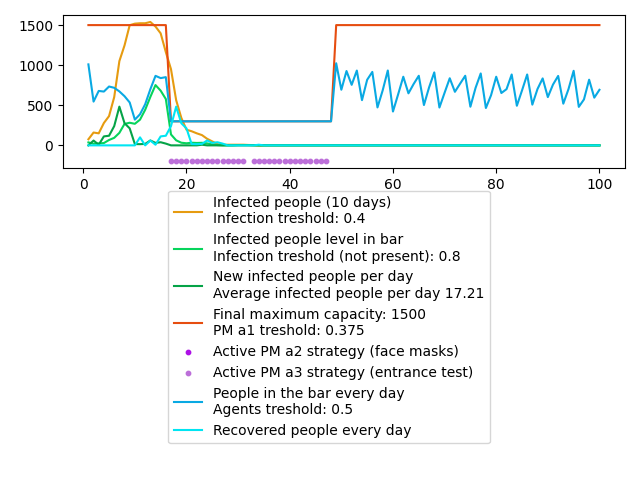 1500
1000
500
0
0
20
40
60
80
100
Infected people (10 days)
Infection treshold: 0.4
Infected people level in bar
Infection treshold (not present): 0.8
New infected people per day
Average infected people per day 17.21
Final maximum capacity: 1500
PM a1 treshold: 0.375
Active PM a2 strategy (face masks)
Active PM a3 strategy (entrance test)
People in the bar every day
Agents treshold: 0.5
Recovered people every day